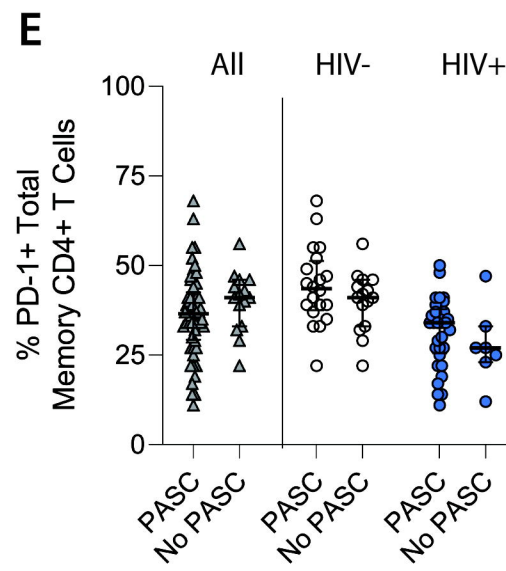 E
All HIV- HIV+
% PD-1+ Total
Memory CD4+ T Cells
100
75
50
25
0
PASC
No PASC
PASC
No PASC
PASC
No PASC